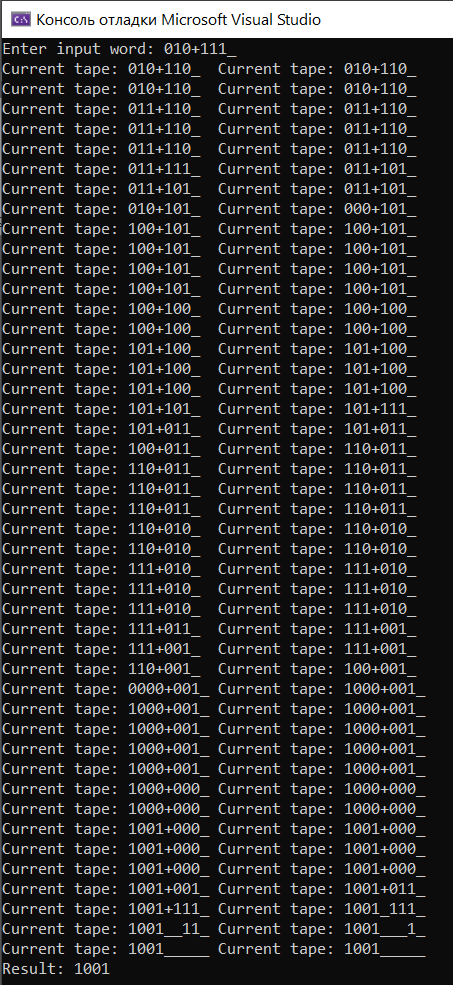 Консоль отладки Microsoft Visual Studio
Enter input word: 010+111_
Current tape: 010+110_  Current tape: 010+110_
Current tape: 010+110_  Current tape: 010+110_
Current tape: 011+110_  Current tape: 011+110_
Current tape: 011+110_  Current tape: 011+110_
Current tape: 011+110_  Current tape: 011+110_
Current tape: 011+111_  Current tape: 011+101_
Current tape: 011+101_  Current tape: 011+101_
Current tape: 010+101_  Current tape: 000+101_
Current tape: 100+101_  Current tape: 100+101_
Current tape: 100+101_  Current tape: 100+101_
Current tape: 100+101_  Current tape: 100+101_
Current tape: 100+101_  Current tape: 100+101_
Current tape: 100+100_  Current tape: 100+100_
Current tape: 100+100_  Current tape: 100+100_
Current tape: 101+100_  Current tape: 101+100_
Current tape: 101+100_  Current tape: 101+100_
Current tape: 101+100_  Current tape: 101+100_
Current tape: 101+101_  Current tape: 101+111_
Current tape: 101+011_  Current tape: 101+011_
Current tape: 100+011_  Current tape: 110+011_
Current tape: 110+011_  Current tape: 110+011_
Current tape: 110+011_  Current tape: 110+011_
Current tape: 110+011_  Current tape: 110+011_
Current tape: 110+010_  Current tape: 110+010_
Current tape: 110+010_  Current tape: 110+010_
Current tape: 111+010_  Current tape: 111+010_
Current tape: 111+010_  Current tape: 111+010_
Current tape: 111+010_  Current tape: 111+010_
Current tape: 111+011_  Current tape: 111+001_
Current tape: 111+001_  Current tape: 111+001_
Current tape: 110+001_  Current tape: 100+001_
Current tape: 0000+001_ Current tape: 1000+001_
Current tape: 1000+001_ Current tape: 1000+001_
Current tape: 1000+001_ Current tape: 1000+001_
Current tape: 1000+001_ Current tape: 1000+001_
Current tape: 1000+001_ Current tape: 1000+001_
Current tape: 1000+000_ Current tape: 1000+000_
Current tape: 1000+000_ Current tape: 1000+000_
Current tape: 1001+000_ Current tape: 1001+000_
Current tape: 1001+000_ Current tape: 1001+000_
Current tape: 1001+000_ Current tape: 1001+000_
Current tape: 1001+001_ Current tape: 1001+011_
Current tape: 1001+111_ Current tape: 1001_111_
Current tape: 1001__11_ Current tape: 1001___1_
Current tape: 1001_____ Current tape: 1001_____
Result: 1001